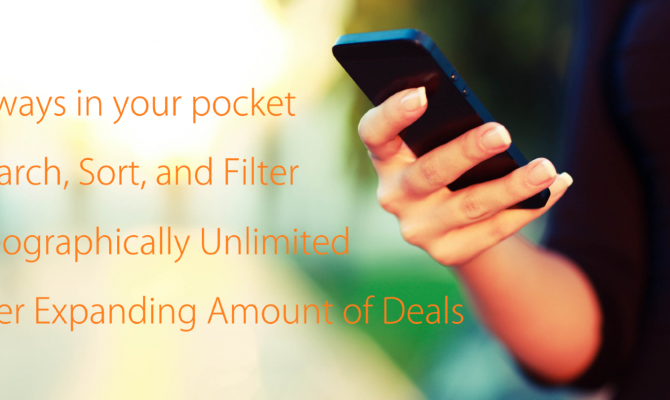 ways in your pocket
arch, Sort, and Filter
ographically Unlimited
er Expanding Amount of Deals